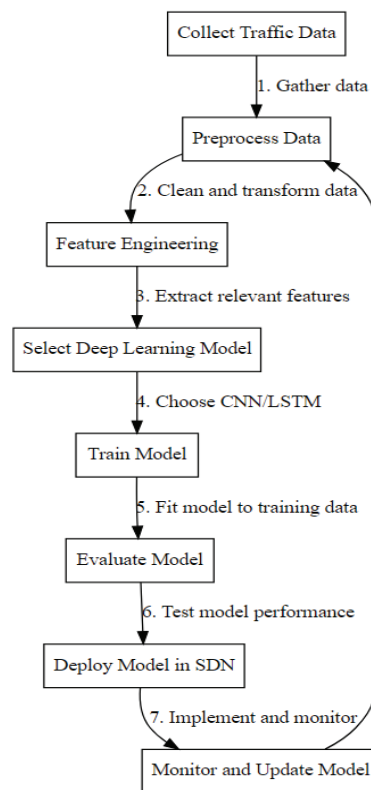 Collect Traffic Data
1. Gather data
Preprocess Data
2. Clean and transform data
Feature Engineering
3. Extract relevant features
Select Deep Learning Model
4. Choose CNN/LSTM
Train Model
5. Fit model to training data
Evaluate Model
6. Test model performance
Deploy Model in SDN
7. Implement and monitor
Monitor and Update Model